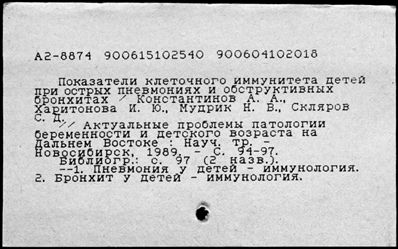 А2-8874 900615102540 900604102018
Показатели клеточного иммунитета детей
при острых пневмониях и обструктивных
бронхитах / Константинов А. А.,
Харитонова И. Ю., Мудрик Н. В., Скляров
С. Д.
// Актуальные проблемы патологии
беременности и детского возраста на
Дальнем Востоке : Науч. тр. -
Новосибирск, 1989, - С. 94-97.
Библиогр.: с. 97 (2 назв.).
--1. Пневмония у детей - иммунология.
2. Бронхит у детей - иммунология.